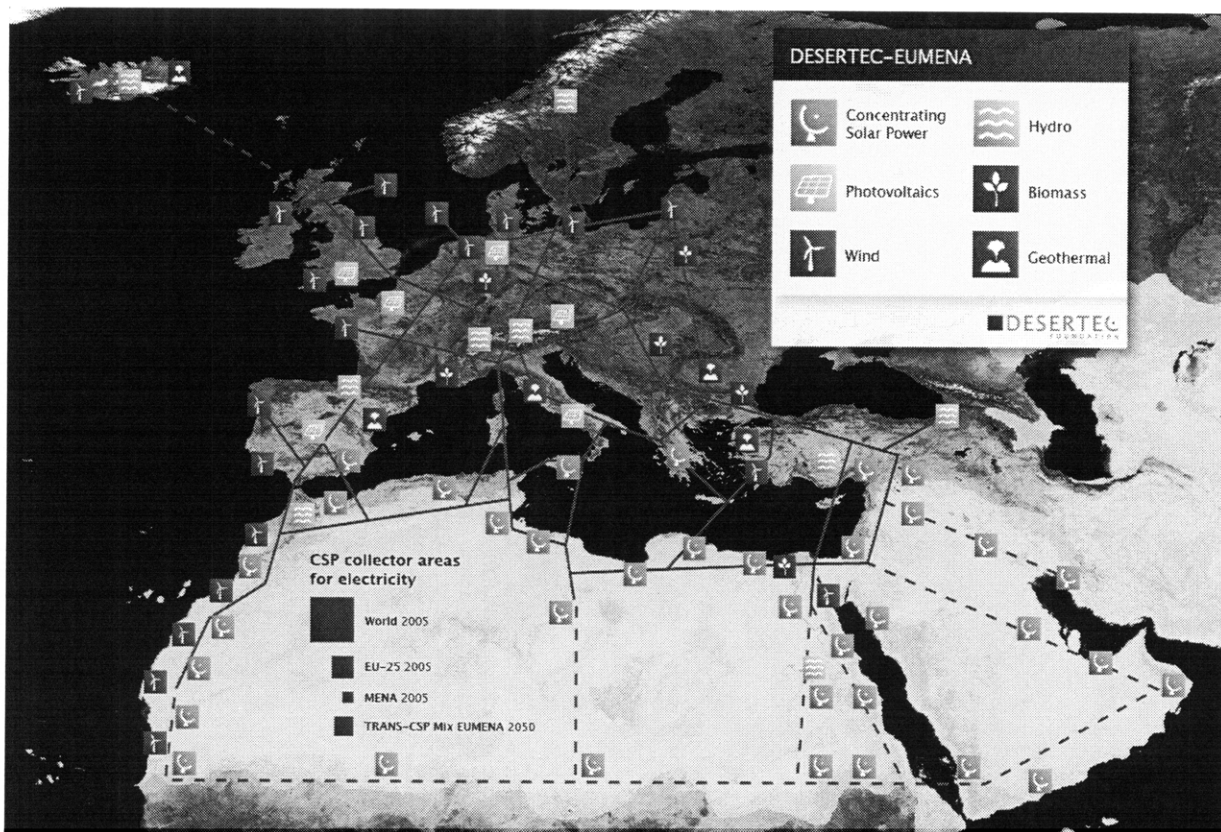 DESERTEC–EUMENA
Concentrating
Solar Power
Hydro
Photovoltaics
Biomass
Wind
Geothermal
DESERTEC
FOUNDATION
CSP collector areas
for electricity
World 2005
EU-25 2005
MENA 2005
TRANS-CSP Mix EUMENA 2050